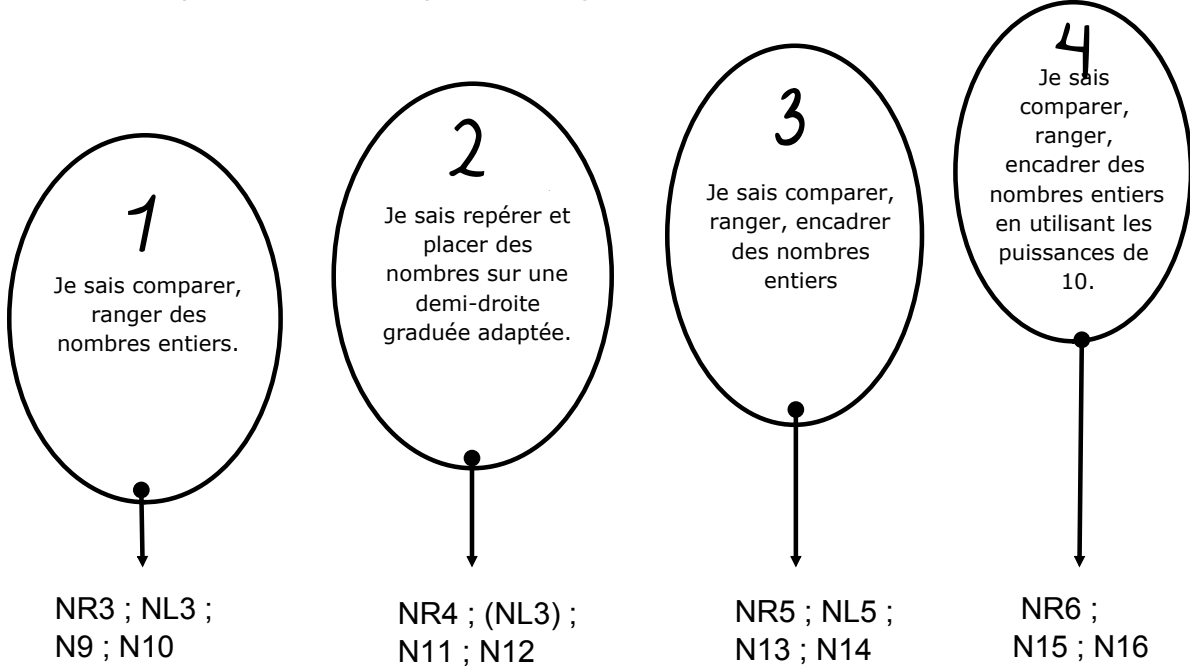 1
Je sais comparer,
ranger des
nombres entiers.
NR3 ; NL3 ;
N9 ; N10
2
Je sais repérer et
placer des
nombres sur une
demi-droite
graduée adaptée.
NR4 ; (NL3) ;
N11 ; N12
3
Je sais comparer,
ranger, encadrer
des nombres
entiers
NR5 ; NL5 ;
N13 ; N14
4
Je sais
comparer,
ranger,
encadrer des
nombres entiers
en utilisant les
puissances de
10.
NR6 ;
N15 ; N16